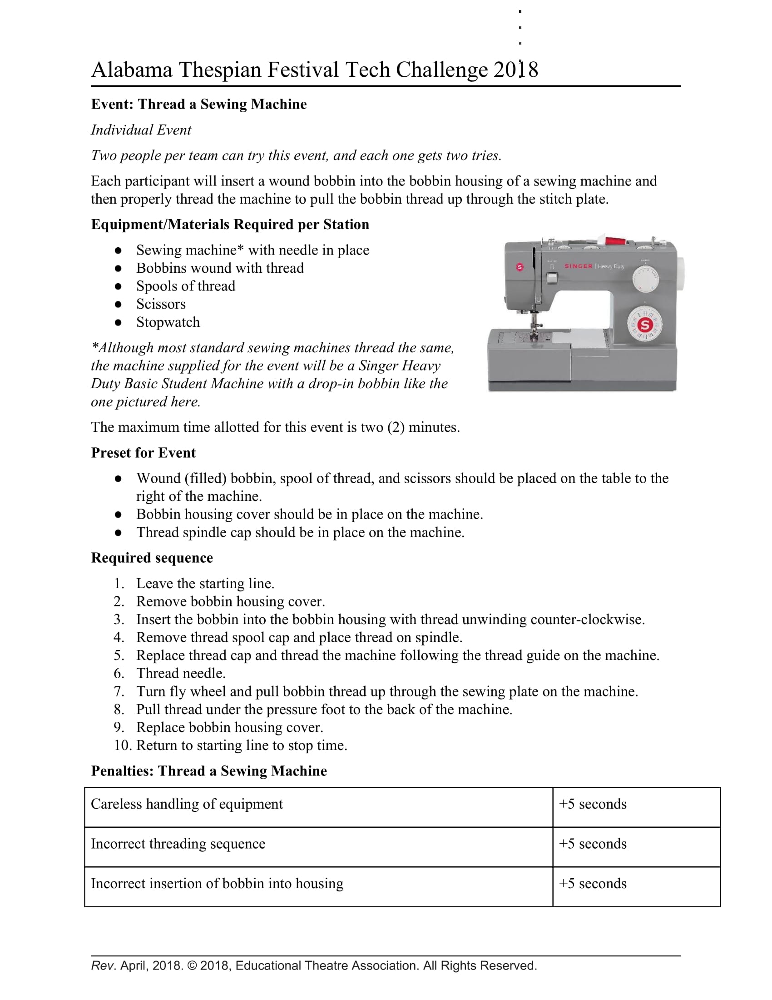 Alabama Thespian Festival Tech Challenge 2018
Event: Thread a Sewing Machine
Individual Event
Two people per team can try this event, and each one gets two tries.
Each participant will insert a wound bobbin into the bobbin housing of a sewing machine and
then properly thread the machine to pull the bobbin thread up through the stitch plate.
Equipment/Materials Required per Station
● Sewing machine* with needle in place
● Bobbins wound with thread
● Spools of thread
● Scissors
● Stopwatch
S
SINGER | Heavy Duty
S
*Although most standard sewing machines thread the same,
the machine supplied for the event will be a Singer Heavy
Duty Basic Student Machine with a drop-in bobbin like the
one pictured here.
The maximum time allotted for this event is two (2) minutes.
Preset for Event
● Wound (filled) bobbin, spool of thread, and scissors should be placed on the table to the
right of the machine.
● Bobbin housing cover should be in place on the machine.
● Thread spindle cap should be in place on the machine.
Required sequence
1. Leave the starting line.
2. Remove bobbin housing cover.
3. Insert the bobbin into the bobbin housing with thread unwinding counter-clockwise.
4. Remove thread spool cap and place thread on spindle.
5. Replace thread cap and thread the machine following the thread guide on the machine.
6. Thread needle.
7. Turn fly wheel and pull bobbin thread up through the sewing plate on the machine.
8. Pull thread under the pressure foot to the back of the machine.
9. Replace bobbin housing cover.
10. Return to starting line to stop time.
Penalties: Thread a Sewing Machine
Careless handling of equipment +5 seconds
Incorrect threading sequence +5 seconds
Incorrect insertion of bobbin into housing +5 seconds
Rev. April, 2018. © 2018, Educational Theatre Association. All Rights Reserved.